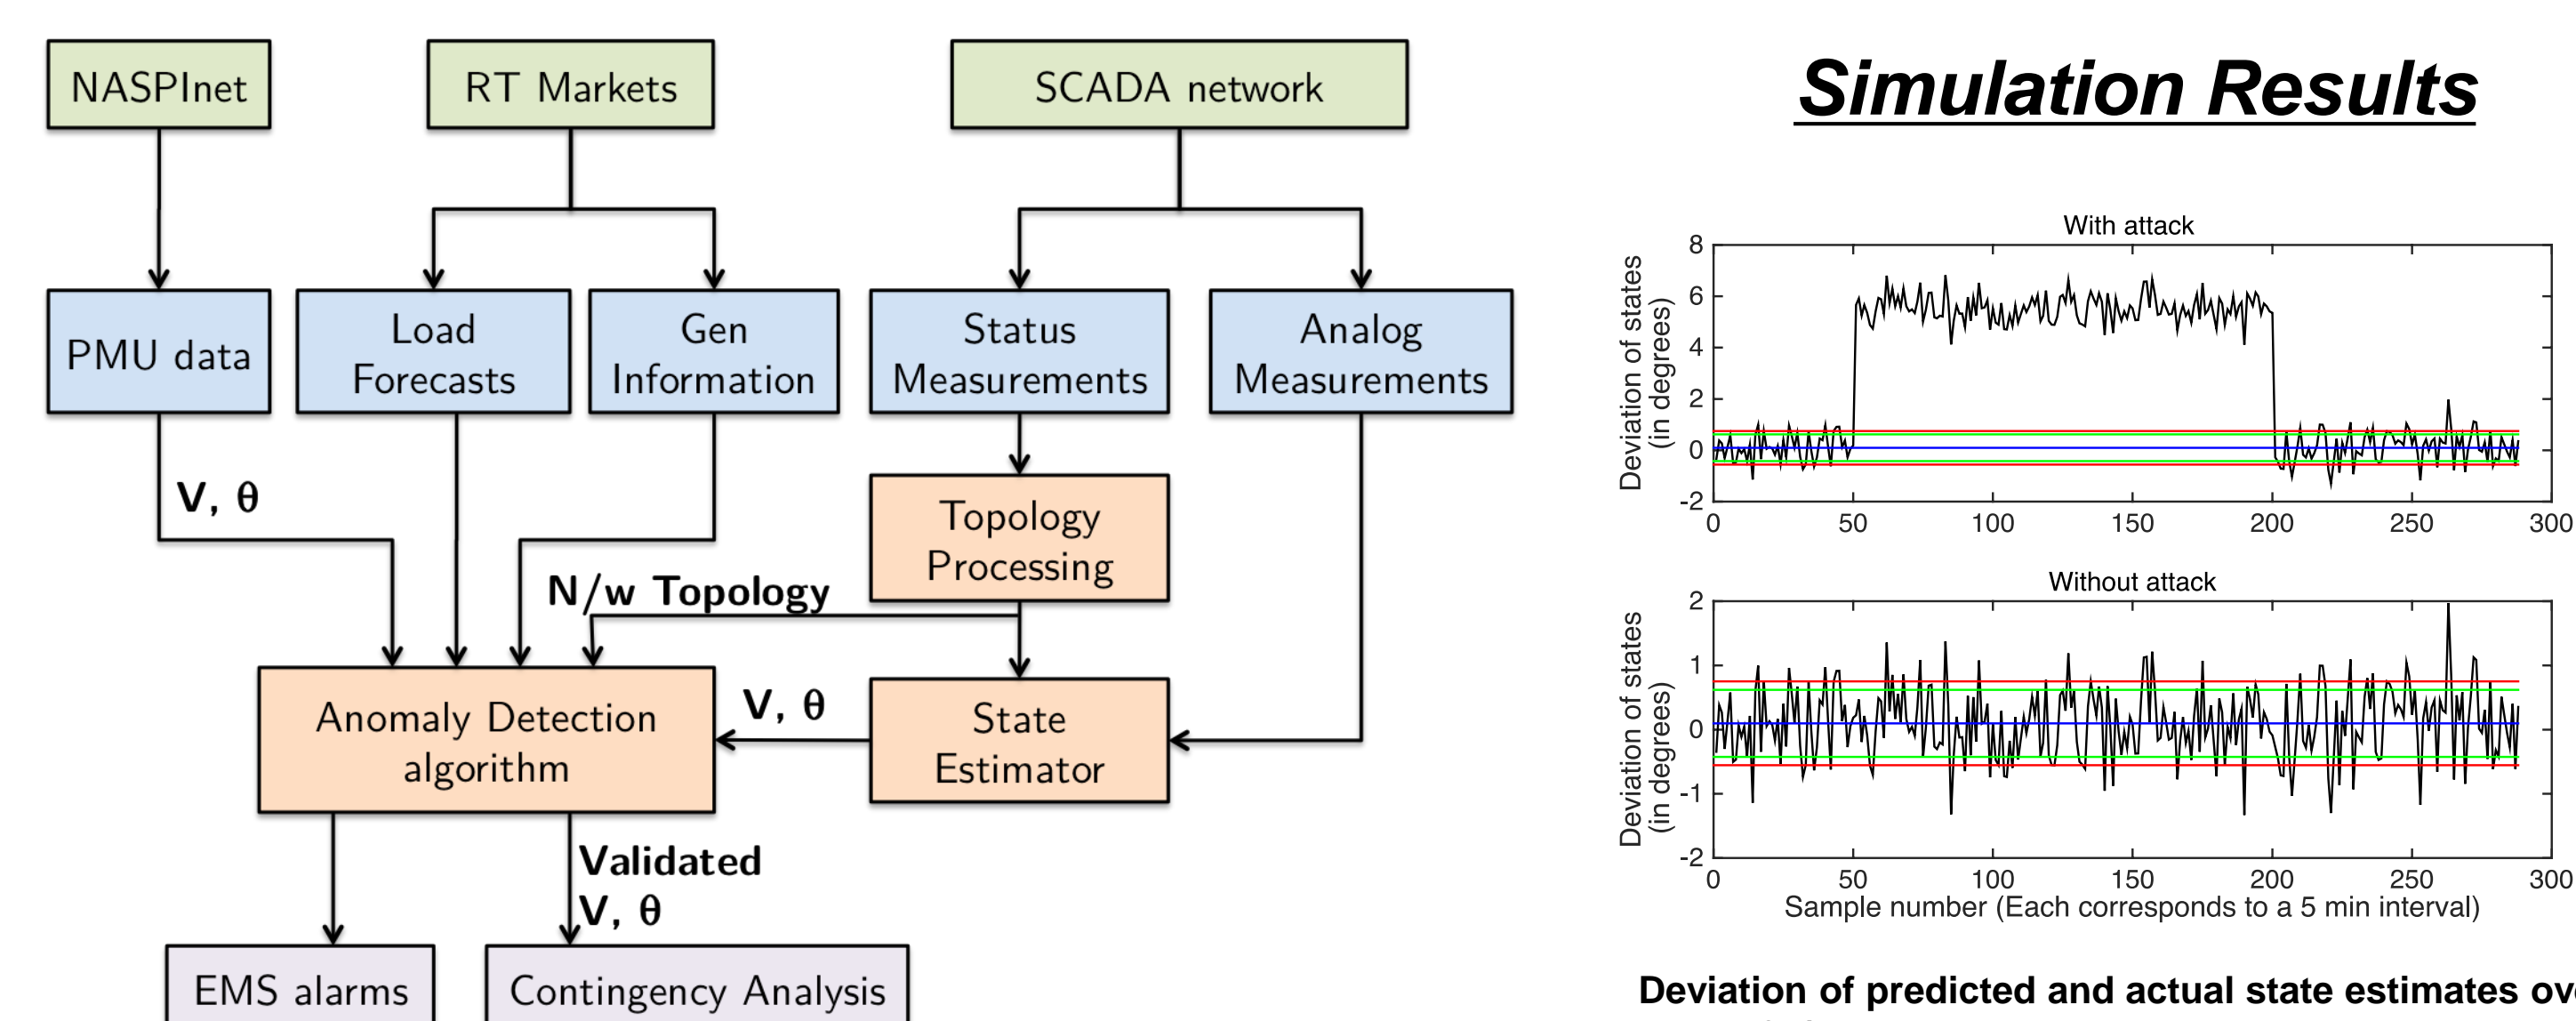 NASPInet
RT Markets
SCADA network
PMU data
Load
Forecasts
Gen
Information
Status
Measurements
Analog
Measurements
V, θ
Topology
Processing
N/w Topology
Anomaly Detection
algorithm
V, θ
State
Estimator
Validated
V, θ
EMS alarms
Contingency Analysis
Simulation Results
With attack
Deviation of states
(in degrees)
8
6
4
2
0
-2
0 50 100 150 200 250 300
Without attack
Deviation of states
(in degrees)
2
1
0
-1
-2
0 50 100 150 200 250 300
Sample number (Each corresponds to a 5 min interval)
Deviation of predicted and actual state estimates